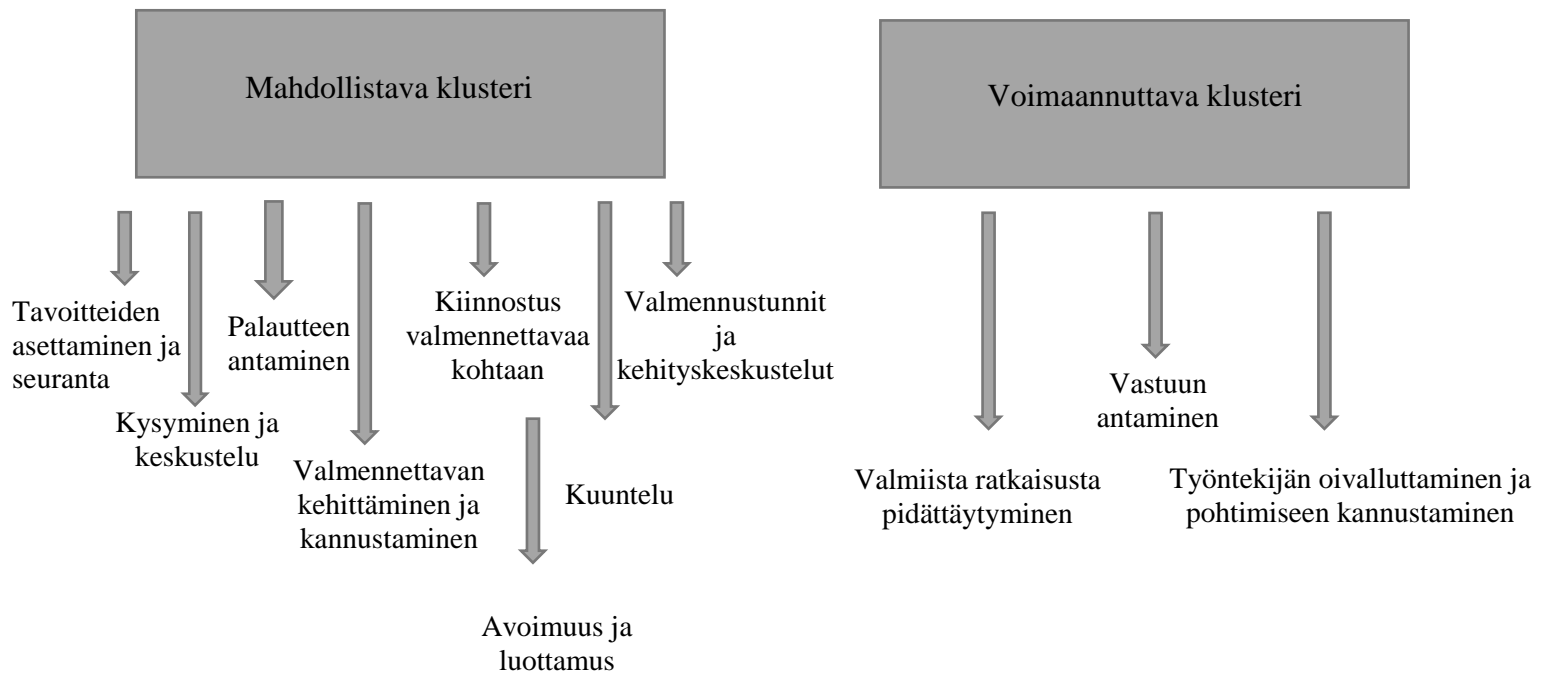 Mahdollistava klusteri
Tavoitteiden
asettaminen ja
seuranta
Kysyminen ja
keskustelu
Palautteen
antaminen
Valmennettavan
kehittäminen ja
kannustaminen
Kiinnostus
valmennettavaa
kohtaan
Avoimuus ja
luottamus
Kuuntelu
Valmennustunnit
ja
kehityskeskustelut
Voimaannuttava klusteri
Valmiista ratkaisusta
pidättäytyminen
Vastuun
antaminen
Työntekijän oivalluttaminen ja
pohtimiseen kannustaminen